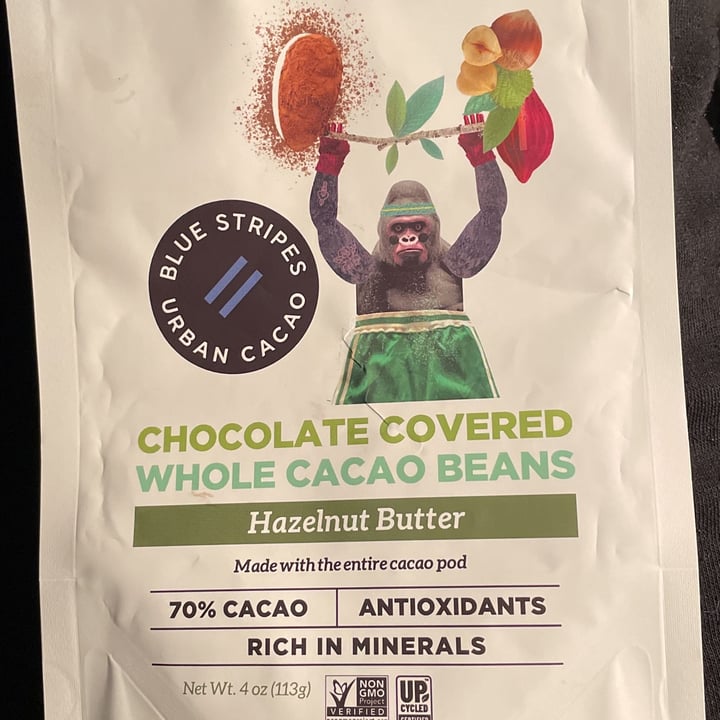 BLUE STRIPES
URBAN CACAO
CHOCOLATE COVERED
WHOLE CACAO BEANS
Hazelnut Butter
Made with the entire cacao pod
70% CACAO
ANTIOXIDANTS
RICH IN MINERALS
Net Wt. 4 oz (113g)
NON
GMO
Project
VERIFIED
UP
CYCLED